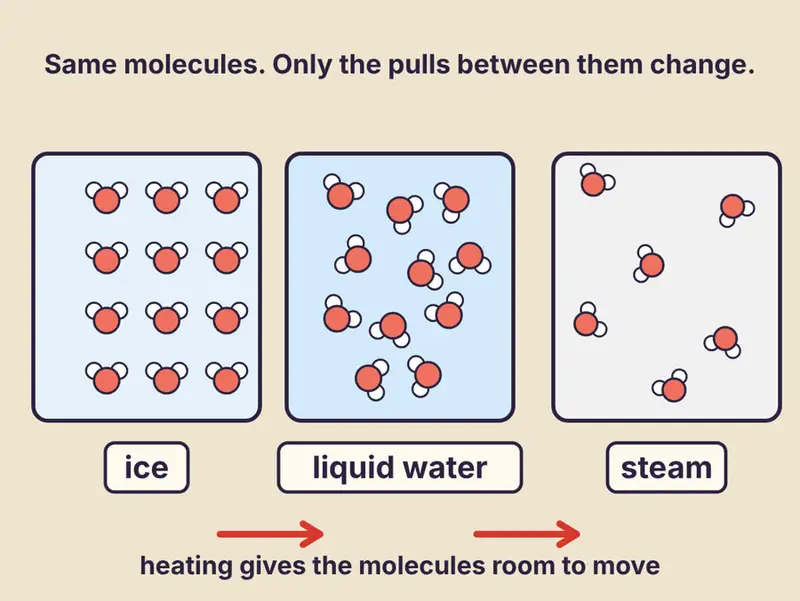 Same molecules. Only the pulls between them change.
ice
liquid water
steam
heating gives the molecules room to move